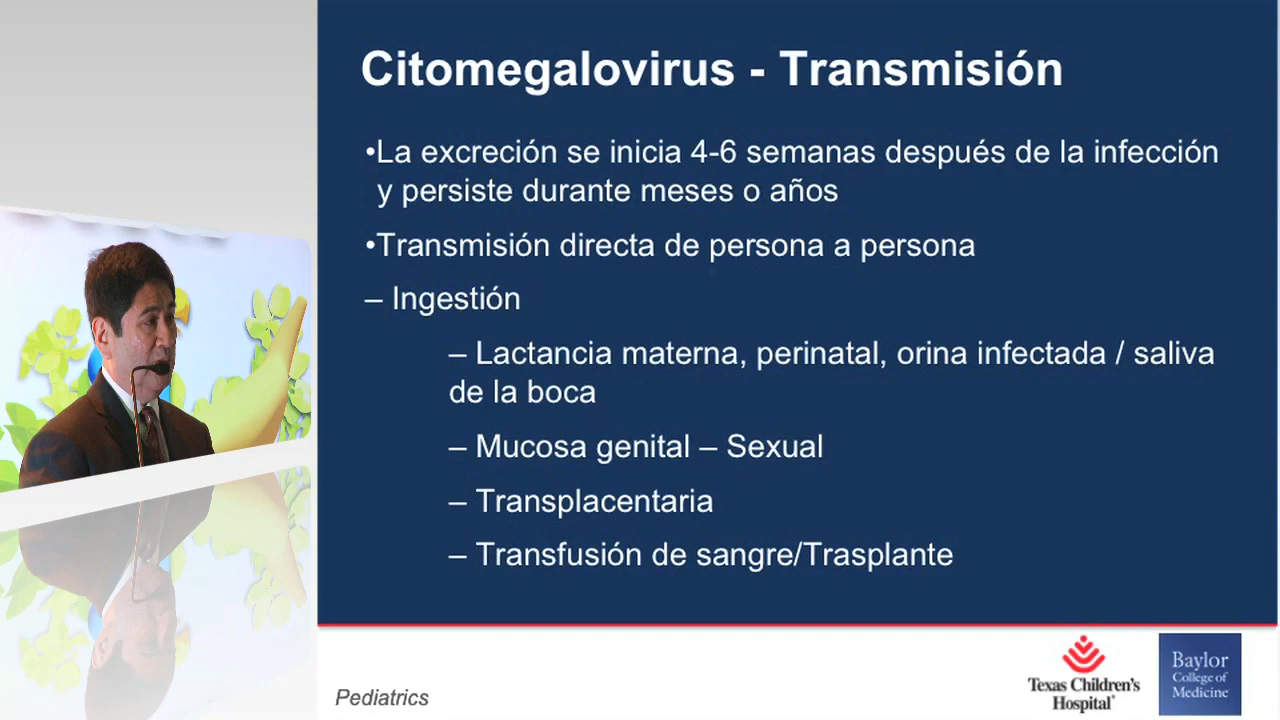 Citomegalovirus - Transmisión
•La excreción se inicia 4-6 semanas después de la infección
y persiste durante meses o años
•Transmisión directa de persona a persona
– Ingestión
– Lactancia materna, perinatal, orina infectada / saliva
de la boca
– Mucosa genital – Sexual
– Transplacentaria
– Transfusión de sangre/Trasplante
Pediatrics
Texas Children's
Hospital
Baylor
College of
Medicine